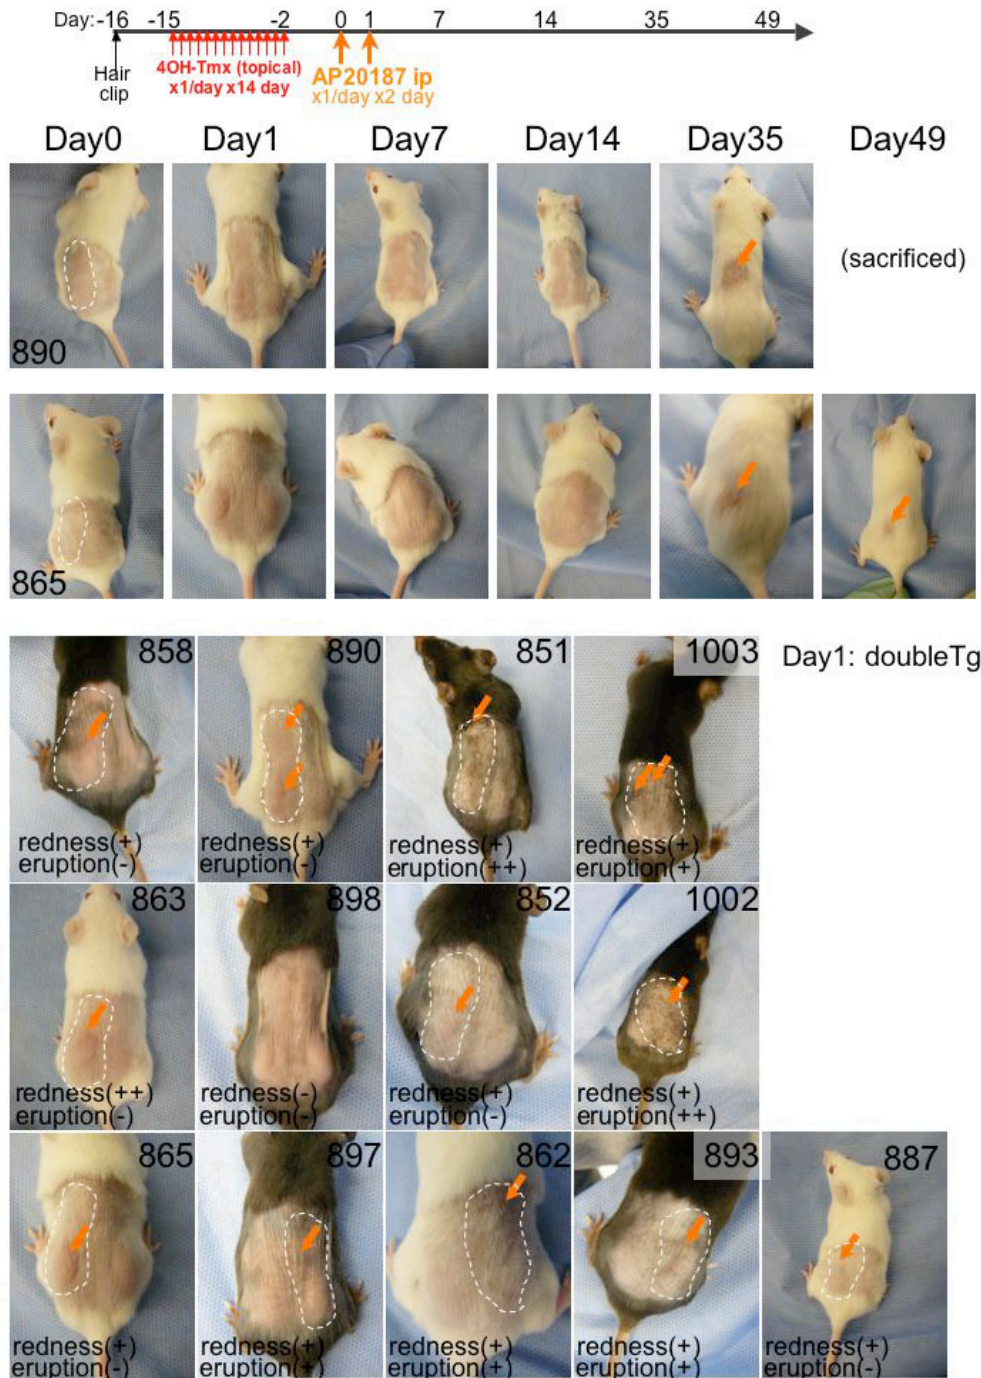 Day: -16 -15 -2 0 1 7 14 35 49
Hair
clip
4OH-Tmx (topical)
x1/day x14 day
AP20187 ip
x1/day x2 day
Day0 Day1 Day7 Day14 Day35 Day49
890
(sacrificed)
865
858
redness(+)
eruption(-)
890
redness(+)
eruption(-)
851
redness(+)
eruption(++)
1003
redness(+)
eruption(+)
Day1: doubleTg
863
redness(++)
eruption(-)
898
redness(-)
eruption(-)
852
redness(+)
eruption(-)
1002
redness(+)
eruption(++)
865
redness(+)
eruption(-)
897
redness(+)
eruption(+)
862
redness(+)
eruption(+)
893
redness(+)
eruption(+)
887
redness(+)
eruption(-)